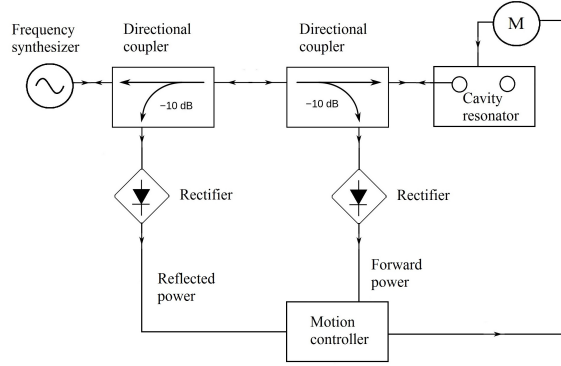 Frequency
synthesizer
Directional
coupler
Directional
coupler
M
−10 dB
−10 dB
Cavity
resonator
Rectifier
Rectifier
Reflected
power
Forward
power
Motion
controller